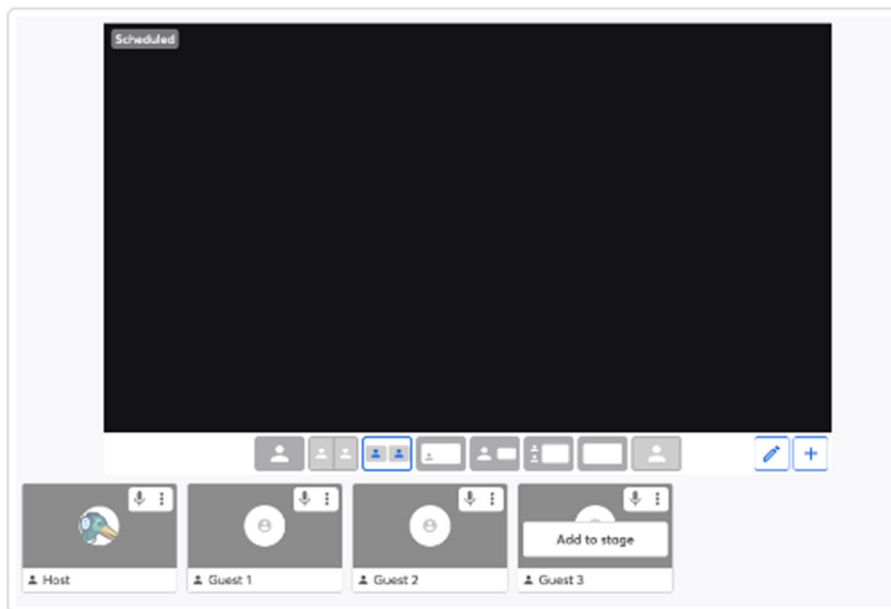 Scheduled
Add to stage
Host
Guest 1
Guest 2
Guest 3